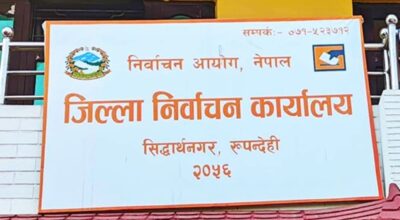 सम्पर्क:- ०७१-५२३७१२
निर्वाचन आयोग, नेपाल
जिल्ला निर्वाचन कार्यालय
सिद्धार्थनगर, रुपन्देही
२०५६